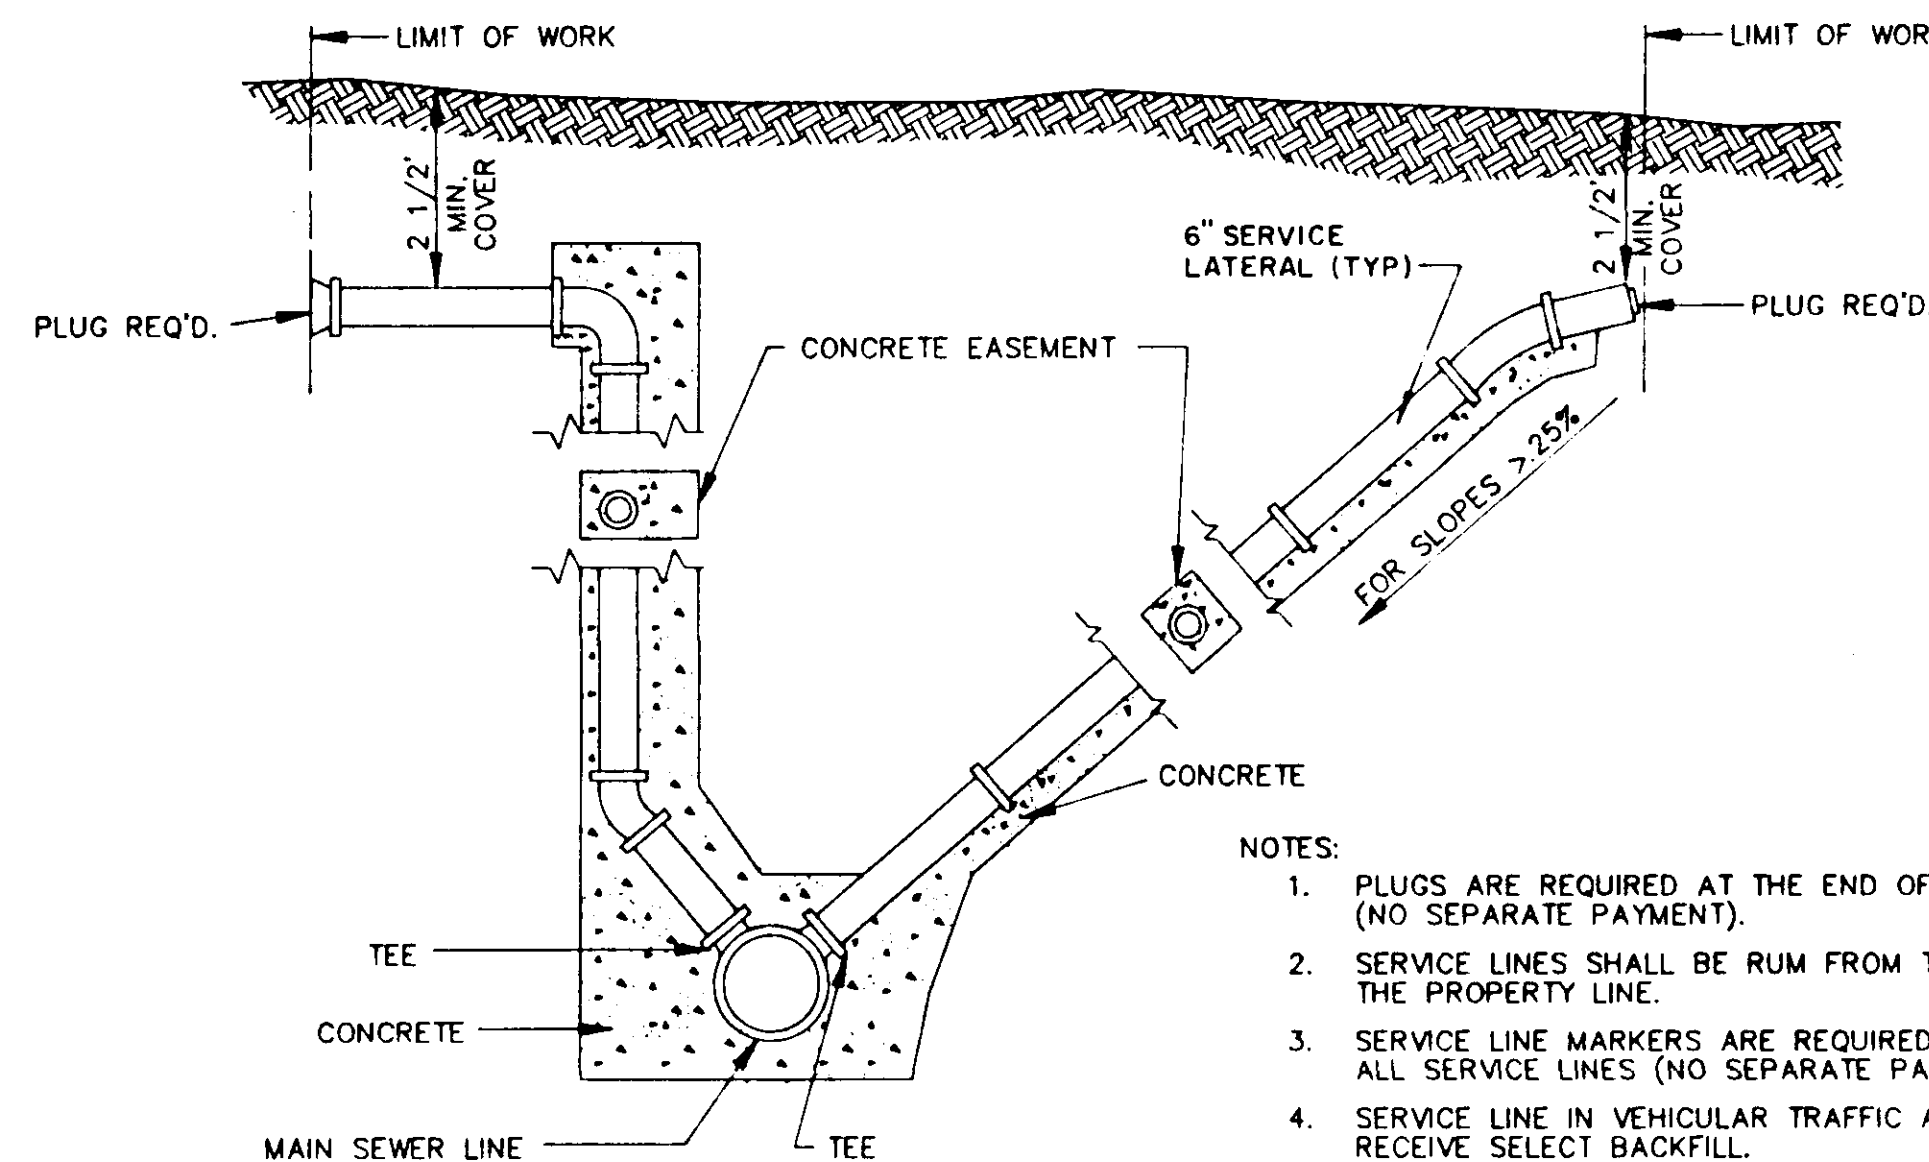 LIMIT OF WORK
LIMIT OF WOR
2 1/2'
MIN.
COVER
2 1/2'
MIN.
COVER
6" SERVICE
LATERAL (TYP)
PLUG REQ'D.
PLUG REQ'D.
CONCRETE EASEMENT
FOR SLOPES >25%
CONCRETE
TEE
CONCRETE
MAIN SEWER LINE
TEE
NOTES:
1. PLUGS ARE REQUIRED AT THE END OF
(NO SEPARATE PAYMENT).
2. SERVICE LINES SHALL BE RUM FROM T
THE PROPERTY LINE.
3. SERVICE LINE MARKERS ARE REQUIRED
ALL SERVICE LINES (NO SEPARATE PA
4. SERVICE LINE IN VEHICULAR TRAFFIC A
RECEIVE SELECT BACKFILL.